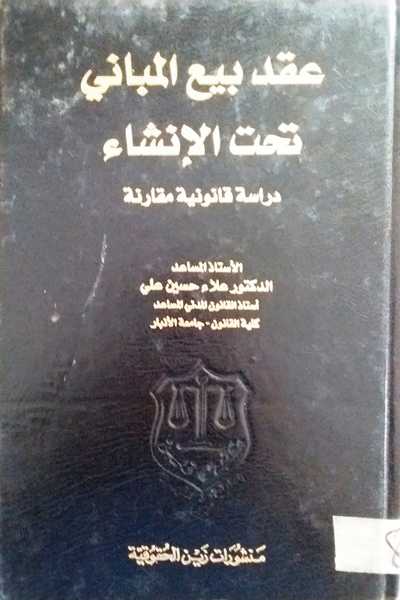 عقد بيع المباني
تحت الإنشاء
دراسة قانونية مقارنة
الأستاذ المساعد
الدكتور علاء حسين علي
أستاذ القانون المدني المساعد
كلية القانون - جامعة الأنبار
منشورات زين الحقوقية